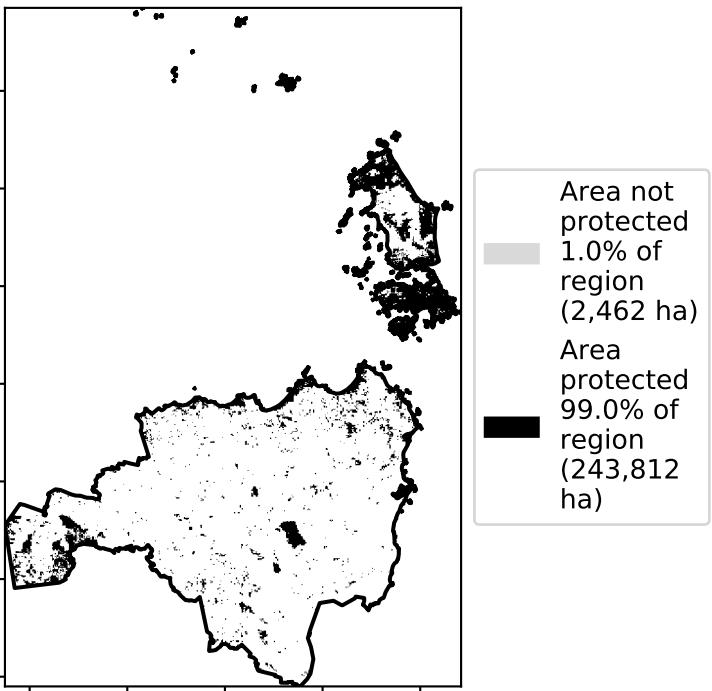 Area not
protected
1.0% of
region
(2,462 ha)
Area
protected
99.0% of
region
(243,812
ha)